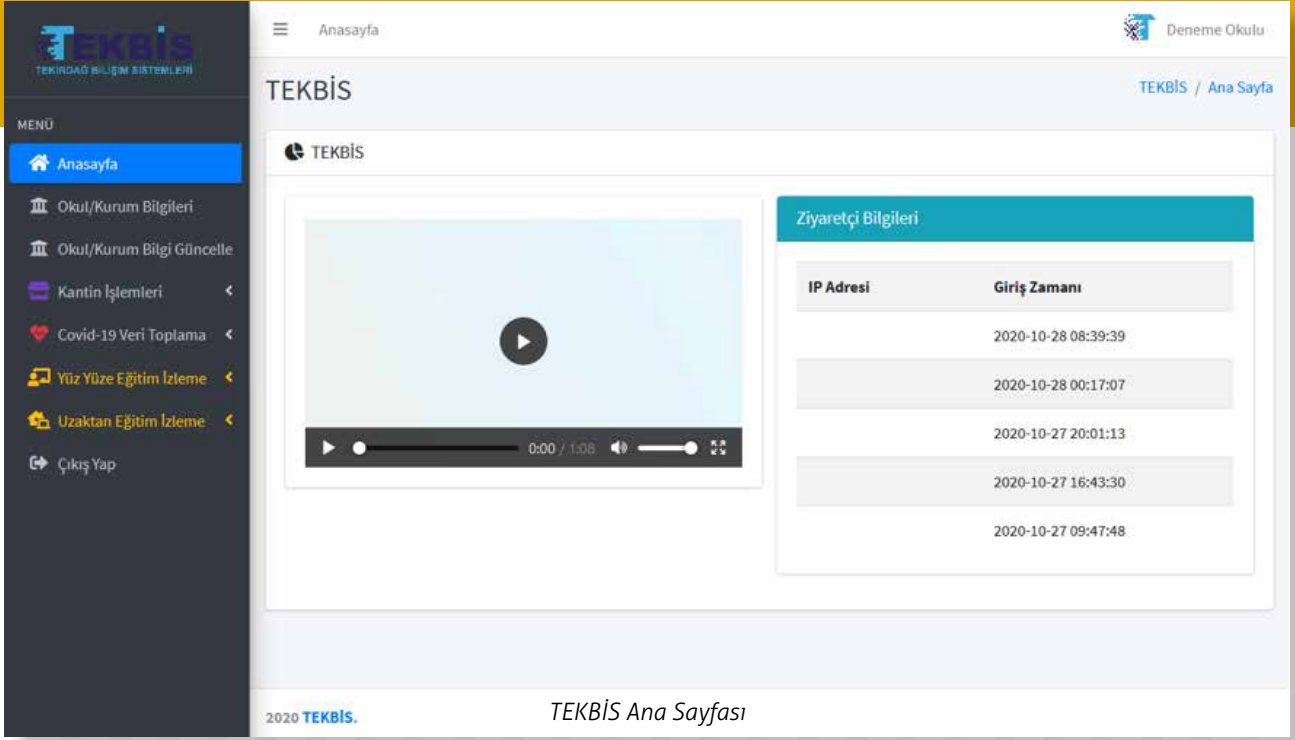 TEKBİS
TEKİRDAĞ BİLİŞİM SİSTEMLERİ
MENÜ
Anasayfa
Okul/Kurum Bilgileri
Okul/Kurum Bilgi Güncelle
Kantin İşlemleri
Covid-19 Veri Toplama
Yüz Yüze Eğitim İzleme
Uzaktan Eğitim İzleme
Çıkış Yap
Anasayfa
Deneme Okulu
TEKBİS
TEKBİS / Ana Sayfa
TEKBİS
0:00 / 1:08
Ziyaretçi Bilgileri
IP Adresi Giriş Zamanı
2020-10-28 08:39:39
2020-10-28 00:17:07
2020-10-27 20:01:13
2020-10-27 16:43:30
2020-10-27 09:47:48
2020 TEKBİS.
TEKBİS Ana Sayfası